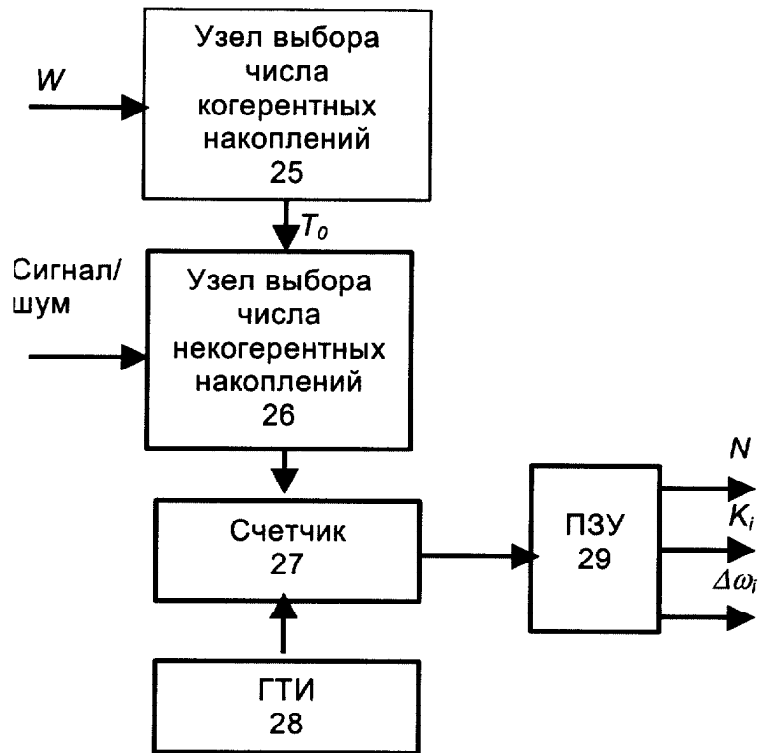 Узел выбора
числа
когерентных
накоплений
25
W
T₀
Сигнал/
шум
Узел выбора
числа
некогерентных
накоплений
26
Счетчик
27
ПЗУ
29
N
Kᵢ
Δωᵢ
ГТИ
28